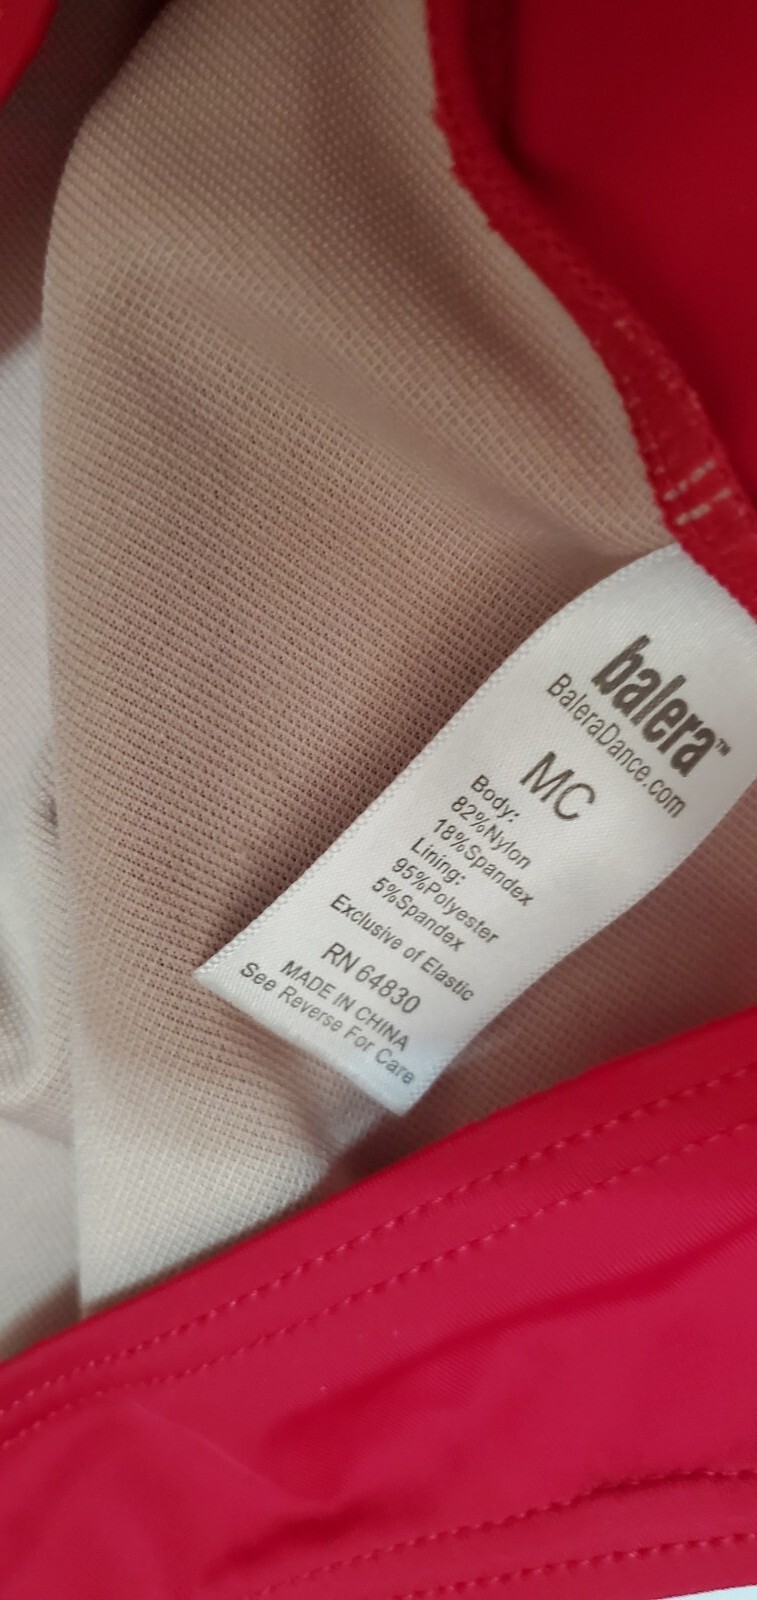 balera™
BaleraDance.com
MC
Body:
82%Nylon
18%Spandex
Lining:
95%Polyester
5%Spandex
Exclusive of Elastic
RN 64830
MADE IN CHINA
See Reverse For Care